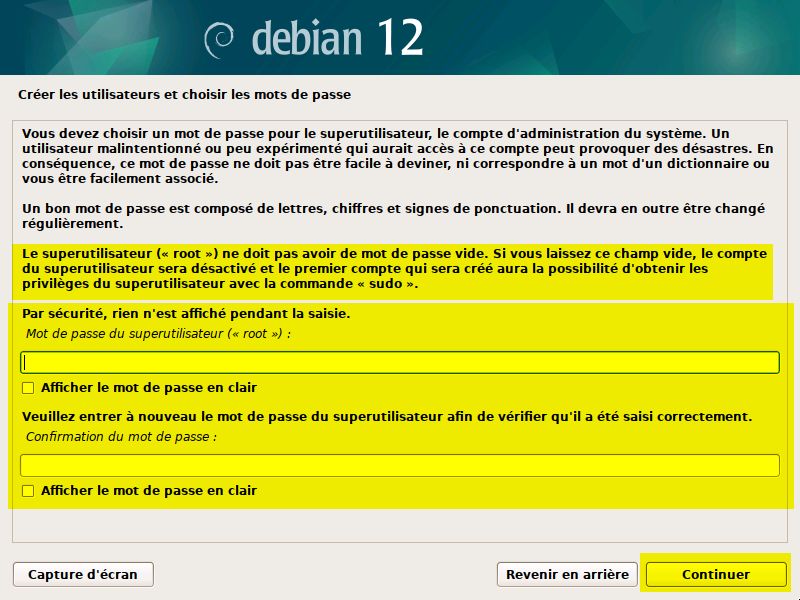 debian 12
Créer les utilisateurs et choisir les mots de passe
Vous devez choisir un mot de passe pour le superutilisateur, le compte d'administration du système. Un
utilisateur malintentionné ou peu expérimenté qui aurait accès à ce compte peut provoquer des désastres. En
conséquence, ce mot de passe ne doit pas être facile à deviner, ni correspondre à un mot d'un dictionnaire ou
vous être facilement associé.
Un bon mot de passe est composé de lettres, chiffres et signes de ponctuation. Il devra en outre être changé
régulièrement.
Le superutilisateur (« root ») ne doit pas avoir de mot de passe vide. Si vous laissez ce champ vide, le compte
du superutilisateur sera désactivé et le premier compte qui sera créé aura la possibilité d'obtenir les
privilèges du superutilisateur avec la commande « sudo ».
Par sécurité, rien n'est affiché pendant la saisie.
Mot de passe du superutilisateur (« root ») :
Afficher le mot de passe en clair
Veuillez entrer à nouveau le mot de passe du superutilisateur afin de vérifier qu'il a été saisi correctement.
Confirmation du mot de passe :
Afficher le mot de passe en clair
Capture d'écran
Revenir en arrière
Continuer